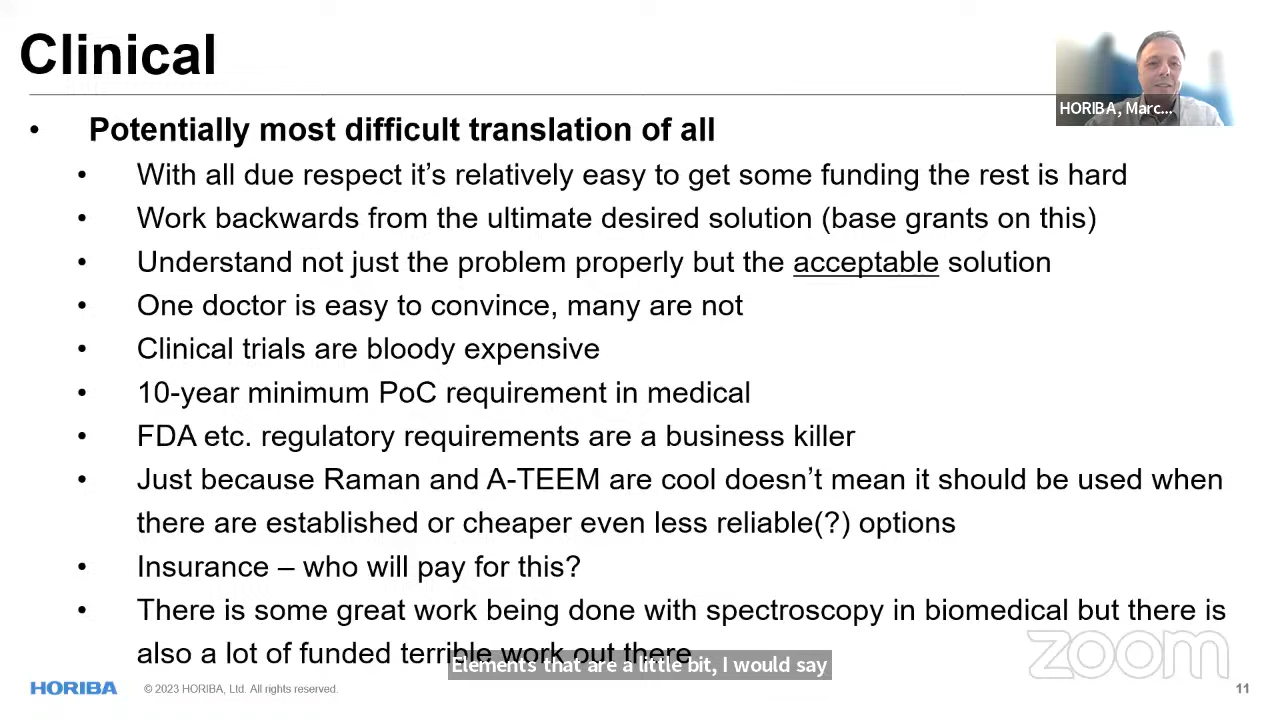 Clinical
HORIBA, Marc...
• Potentially most difficult translation of all
• With all due respect it’s relatively easy to get some funding the rest is hard
• Work backwards from the ultimate desired solution (base grants on this)
• Understand not just the problem properly but the acceptable solution
• One doctor is easy to convince, many are not
• Clinical trials are bloody expensive
• 10-year minimum PoC requirement in medical
• FDA etc. regulatory requirements are a business killer
• Just because Raman and A-TEEM are cool doesn’t mean it should be used when
there are established or cheaper even less reliable(?) options
• Insurance – who will pay for this?
• There is some great work being done with spectroscopy in biomedical but there is
also a lot of funded terrible work out there
Elements that are a little bit, I would say
zoom
HORIBA © 2023 HORIBA, Ltd. All rights reserved. 11